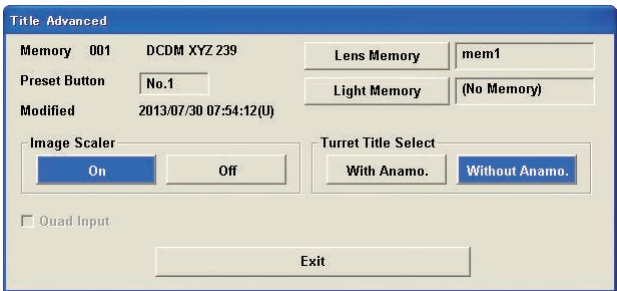 Title Advanced
Memory 001 DCDM XYZ 239 Lens Memory mem1
Preset Button No.1 Light Memory (No Memory)
Modified 2013/07/30 07:54:12(U)
Image Scaler Turret Title Select
On Off With Anamo. Without Anamo.
Quad Input
Exit